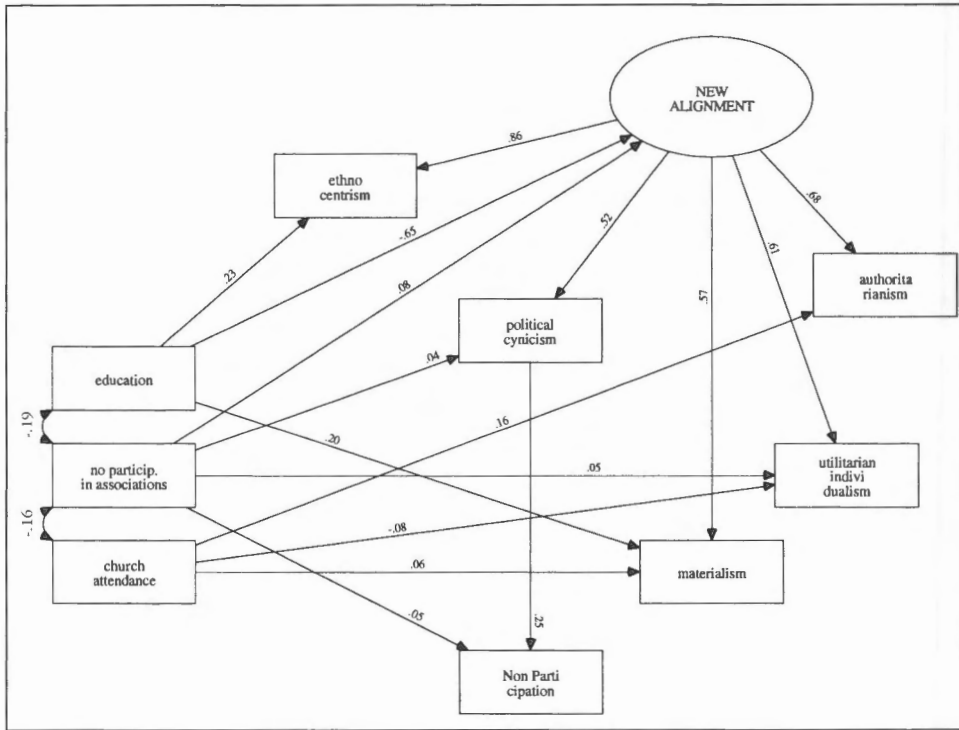 NEW
ALIGNMENT
.86
ethno
centrism
-.65
.52
.68
.61
.23
.08
.57
authorita
rianism
political
cynicism
education
.04
.16
-.19
.20
no particip.
in associations
.05
utilitarian
indivi
dualism
-.16
-.08
church
attendance
.06
materialism
.05
.25
Non Parti
cipation